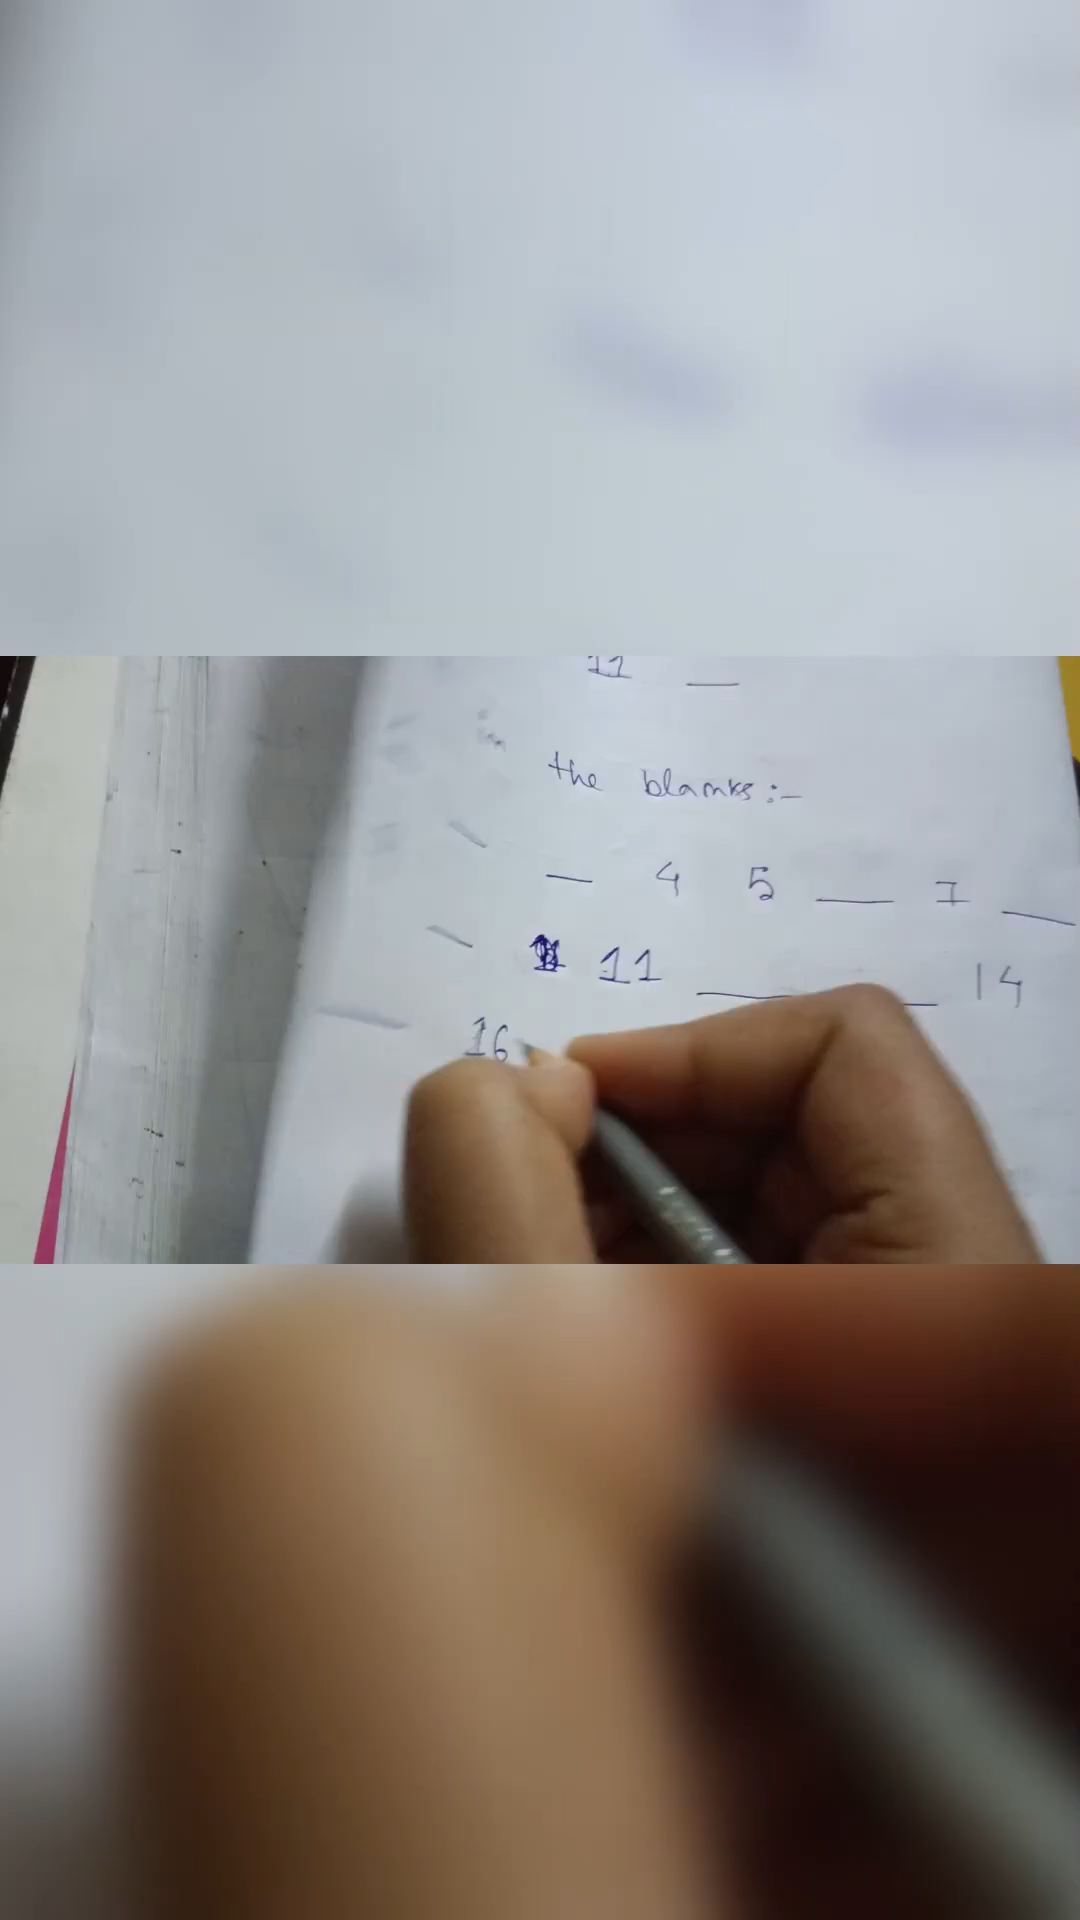 11 __
the blanks:-
__ 4 5 __ 7 __
11 __ __ 14
16